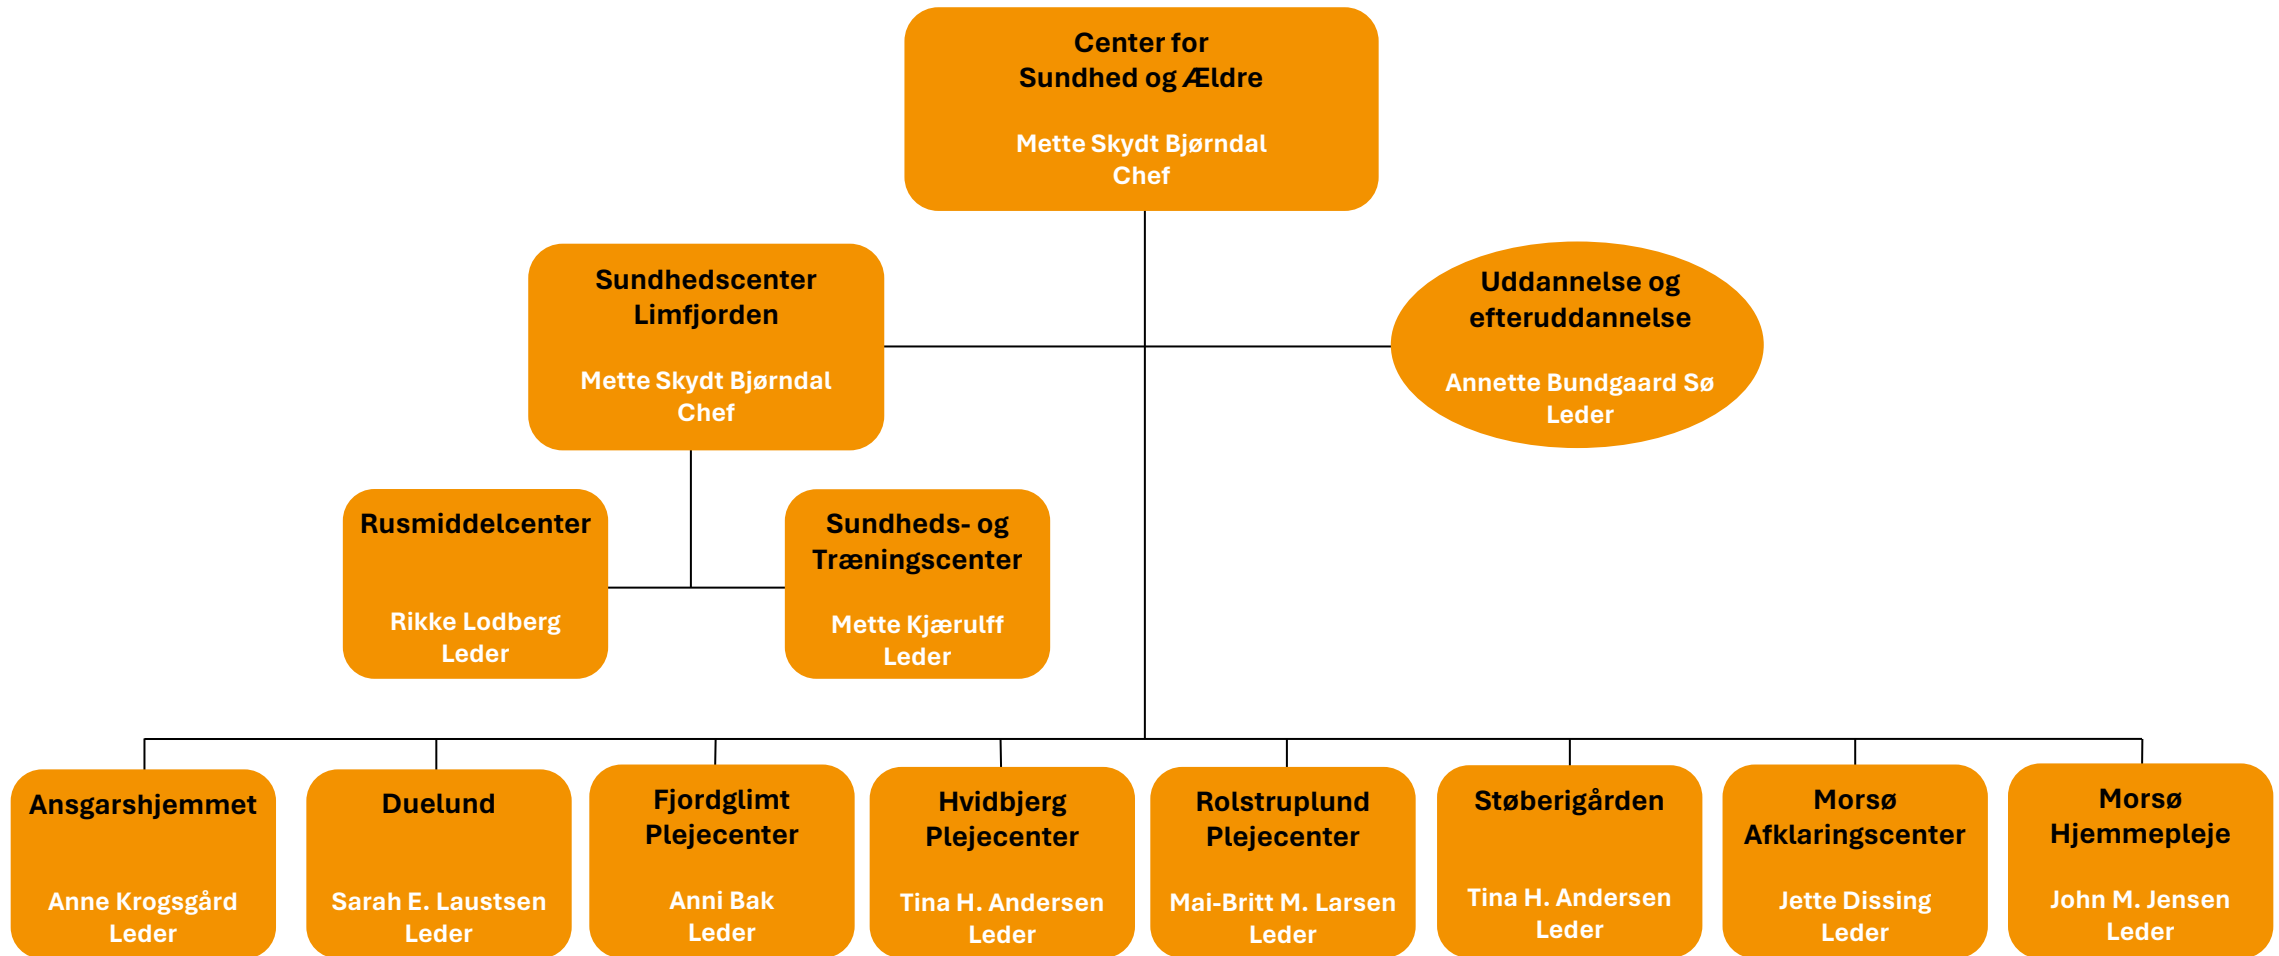 Center for
Sundhed og Ældre
Mette Skydt Bjørndal
Chef
Sundhedscenter
Limfjorden
Mette Skydt Bjørndal
Chef
Uddannelse og
efteruddannelse
Annette Bundgaard Sø
Leder
Rusmiddelcenter
Rikke Lodberg
Leder
Sundheds- og
Træningscenter
Mette Kjærulff
Leder
Ansgarshjemmet
Anne Krogsgård
Leder
Duelund
Sarah E. Laustsen
Leder
Fjordglimt
Plejecenter
Anni Bak
Leder
Hvidbjerg
Plejecenter
Tina H. Andersen
Leder
Rolstruplund
Plejecenter
Mai-Britt M. Larsen
Leder
Støberigården
Tina H. Andersen
Leder
Morsø
Afklaringscenter
Jette Dissing
Leder
Morsø
Hjemmepleje
John M. Jensen
Leder